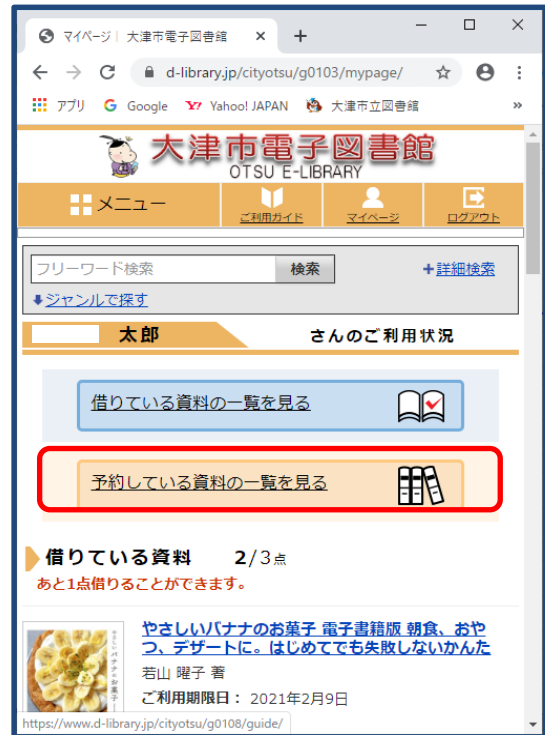 マイページ｜ 大津市電子図書館
d-library.jp/cityotsu/g0103/mypage/
アプリ Google Yahoo! JAPAN 大津市立図書館 »
大津市電子図書館
OTSU E-LIBRARY
メニュー ご利用ガイド マイページ ログアウト
フリーワード検索 検索 +詳細検索
ジャンルで探す
太郎 さんのご利用状況
借りている資料の一覧を見る
予約している資料の一覧を見る
借りている資料 2/3点
あと1点借りることができます。
やさしいバナナのお菓子 電子書籍版 朝食、おや
つ、デザートに。はじめてでも失敗しないかんた
若山 曜子 著
ご利用期限日： 2021年2月9日
https://www.d-library.jp/cityotsu/g0108/guide/